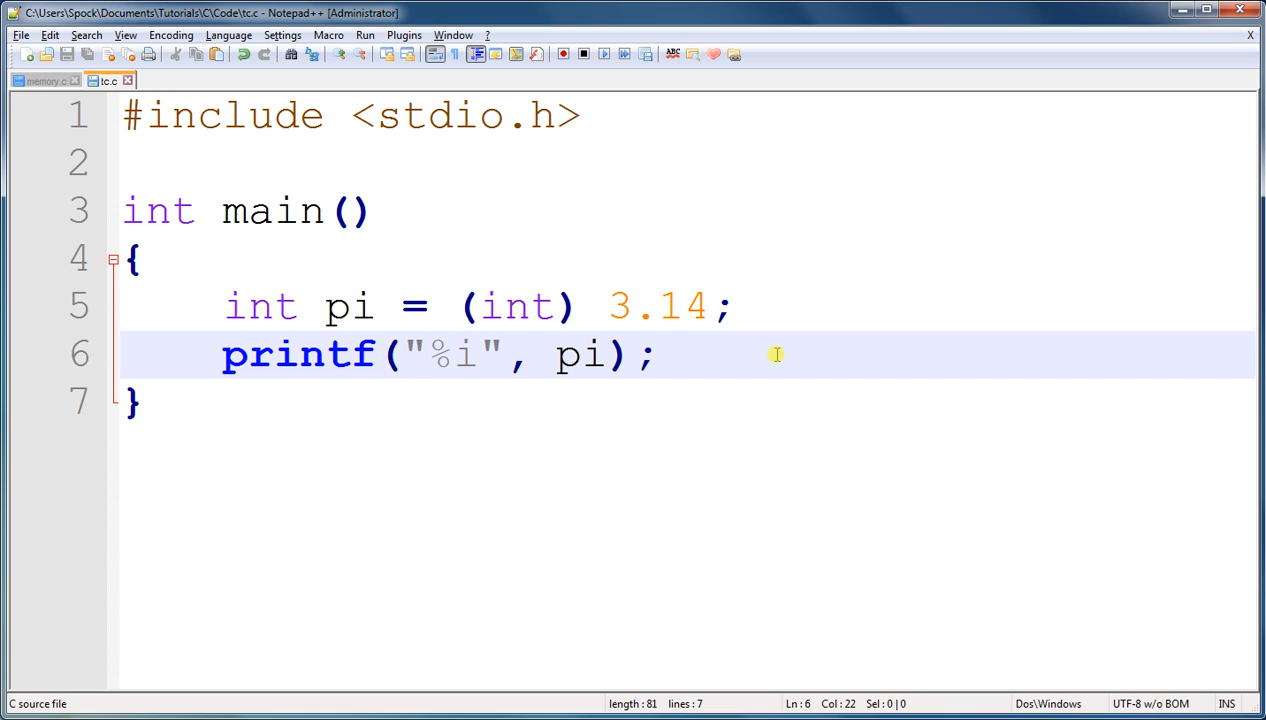 C:\Users\Spock\Documents\Tutorials\C\Code\tc.c - Notepad++ [Administrator]
File Edit Search View Encoding Language Settings Macro Run Plugins Window ? X
ABC
memory.c tc.c
1 #include <stdio.h>
2
3 int main()
4 {
5 int pi = (int) 3.14;
6 printf("%i", pi);
7 }
C source file length : 81 lines : 7 Ln : 6 Col : 22 Sel : 0 | 0 Dos\Windows UTF-8 w/o BOM INS